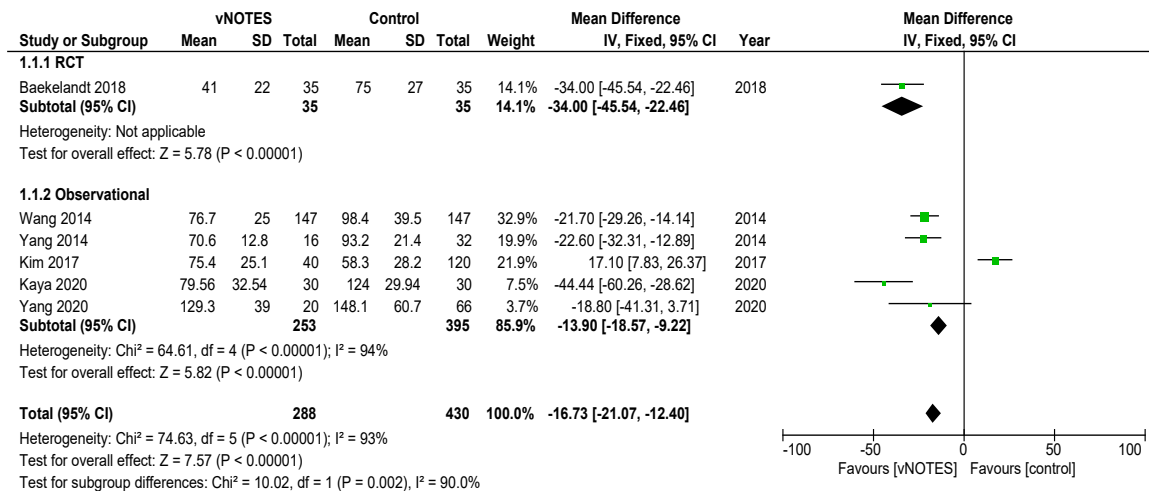 vNOTES Control Mean Difference Mean Difference
Study or Subgroup Mean SD Total Mean SD Total Weight IV, Fixed, 95% CI Year IV, Fixed, 95% CI
1.1.1 RCT
Baekelandt 2018 41 22 35 75 27 35 14.1% -34.00 [-45.54, -22.46] 2018
Subtotal (95% CI) 35 35 14.1% -34.00 [-45.54, -22.46]
Heterogeneity: Not applicable
Test for overall effect: Z = 5.78 (P < 0.00001)
1.1.2 Observational
Wang 2014 76.7 25 147 98.4 39.5 147 32.9% -21.70 [-29.26, -14.14] 2014
Yang 2014 70.6 12.8 16 93.2 21.4 32 19.9% -22.60 [-32.31, -12.89] 2014
Kim 2017 75.4 25.1 40 58.3 28.2 120 21.9% 17.10 [7.83, 26.37] 2017
Kaya 2020 79.56 32.54 30 124 29.94 30 7.5% -44.44 [-60.26, -28.62] 2020
Yang 2020 129.3 39 20 148.1 60.7 66 3.7% -18.80 [-41.31, 3.71] 2020
Subtotal (95% CI) 253 395 85.9% -13.90 [-18.57, -9.22]
Heterogeneity: Chi² = 64.61, df = 4 (P < 0.00001); I² = 94%
Test for overall effect: Z = 5.82 (P < 0.00001)
Total (95% CI) 288 430 100.0% -16.73 [-21.07, -12.40]
Heterogeneity: Chi² = 74.63, df = 5 (P < 0.00001); I² = 93%
Test for overall effect: Z = 7.57 (P < 0.00001)
Test for subgroup differences: Chi² = 10.02, df = 1 (P = 0.002), I² = 90.0%
-100 -50 0 50 100
Favours [vNOTES] Favours [control]